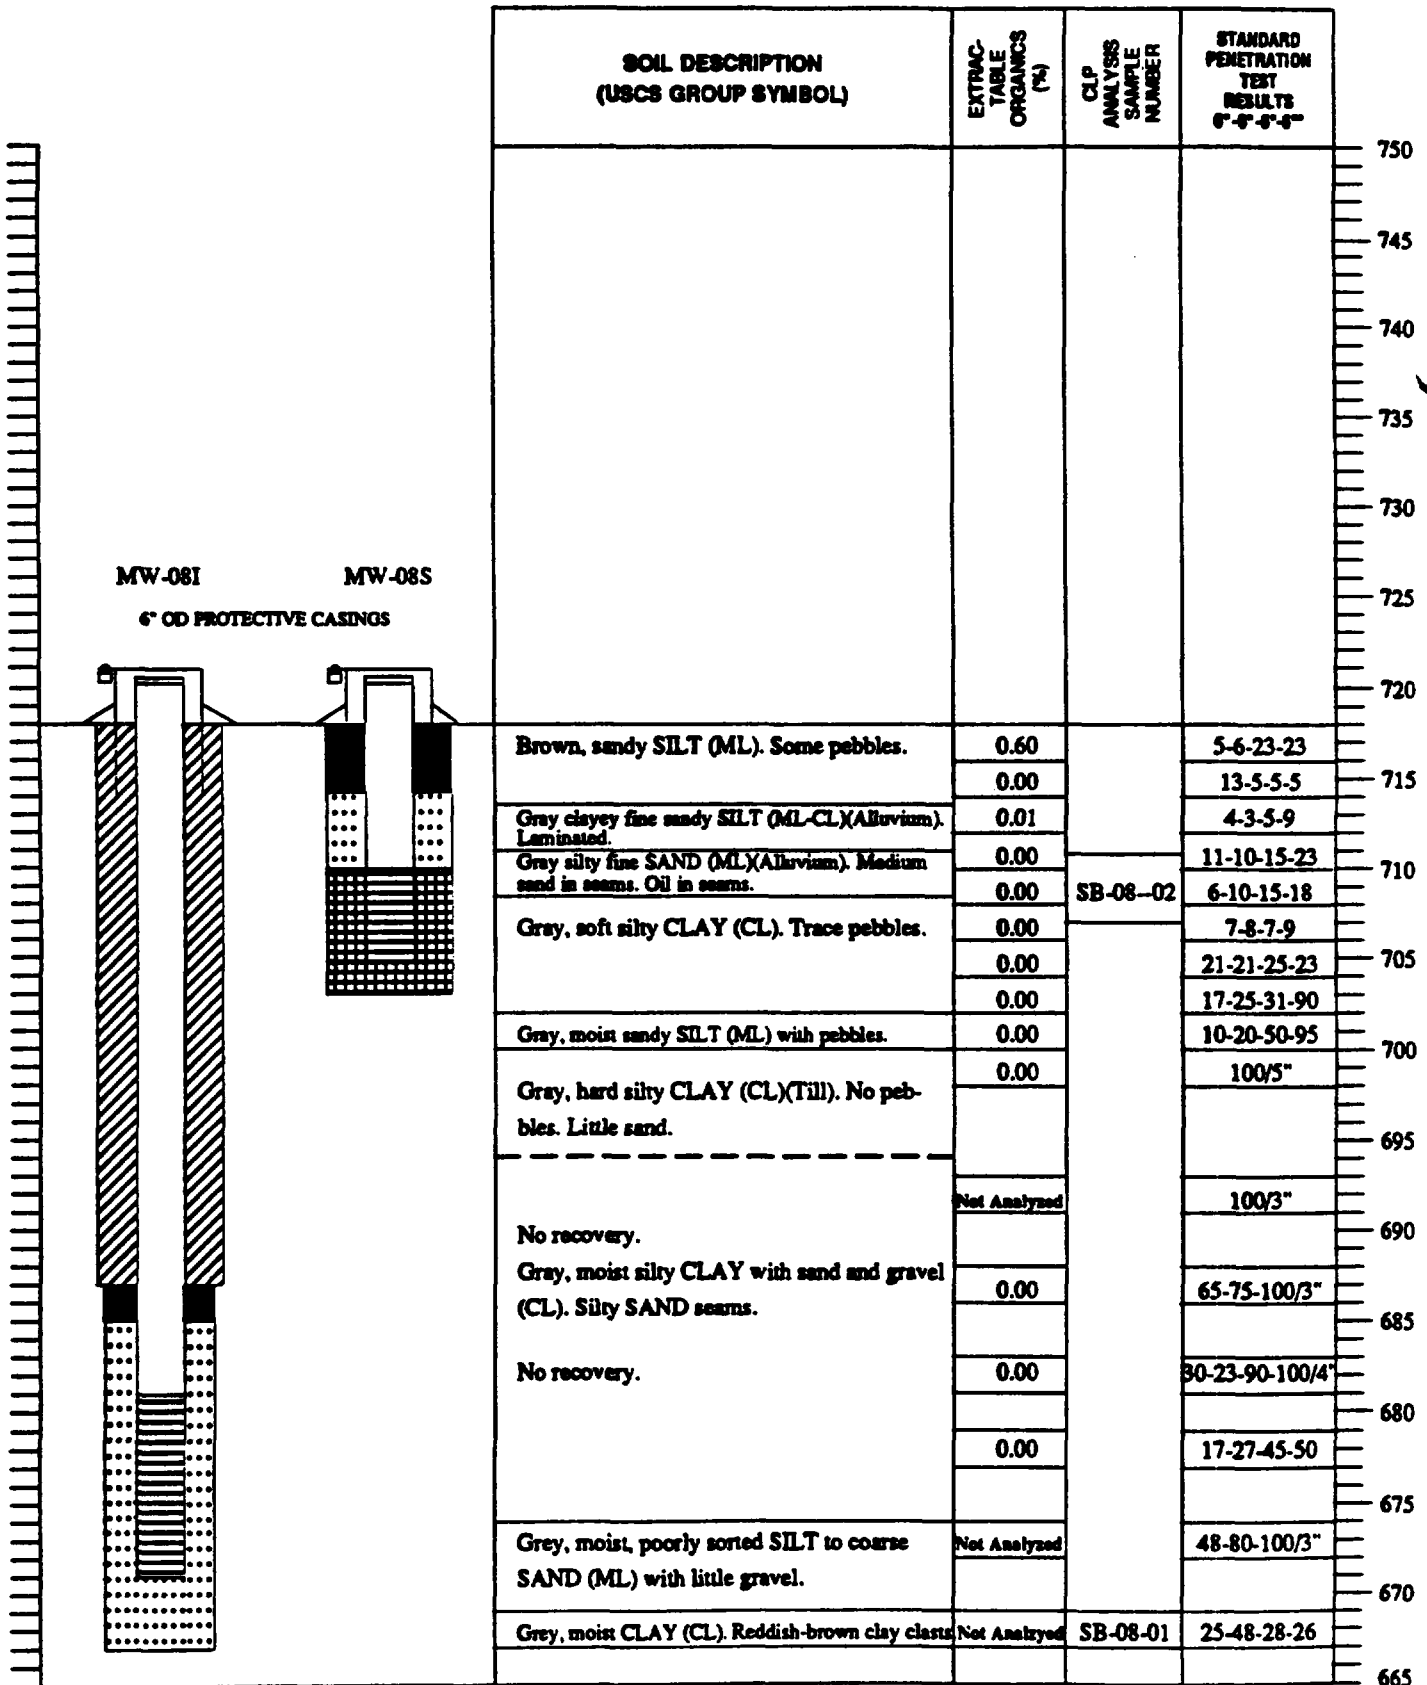 SOIL DESCRIPTION
(USCS GROUP SYMBOL)
EXTRAC-
TABLE
ORGANICS
(%)
CLP
ANALYSIS
SAMPLE
NUMBER
STANDARD
PENETRATION
TEST
RESULTS
6"-6"-6"-6"
750
745
740
735
730
MW-08I MW-08S
725
6" OD PROTECTIVE CASINGS
720
Brown, sandy SILT (ML). Some pebbles. 0.60 5-6-23-23
0.00 13-5-5-5 715
Gray clayey fine sandy SILT (ML-CL)(Alluvium). 0.01 4-3-5-9
Laminated.
Gray silty fine SAND (ML)(Alluvium). Medium 0.00 11-10-15-23 710
sand in seams. Oil in seams. 0.00 SB-08--02 6-10-15-18
Gray, soft silty CLAY (CL). Trace pebbles. 0.00 7-8-7-9
0.00 21-21-25-23 705
0.00 17-25-31-90
Gray, moist sandy SILT (ML) with pebbles. 0.00 10-20-50-95 700
0.00 100/5"
Gray, hard silty CLAY (CL)(Till). No peb-
bles. Little sand.
695
Not Analyzed 100/3"
No recovery. 690
Gray, moist silty CLAY with sand and gravel 0.00 65-75-100/3"
(CL). Silty SAND seams.
685
No recovery. 0.00 30-23-90-100/4"
680
0.00 17-27-45-50
675
Grey, moist, poorly sorted SILT to coarse Not Analyzed 48-80-100/3"
SAND (ML) with little gravel.
670
Grey, moist CLAY (CL). Reddish-brown clay clasts Not Analzyed SB-08-01 25-48-28-26
665